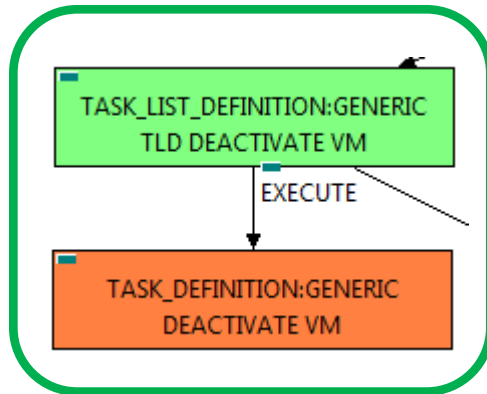 TASK_LIST_DEFINITION:GENERIC
TLD DEACTIVATE VM
EXECUTE
TASK_DEFINITION:GENERIC
DEACTIVATE VM